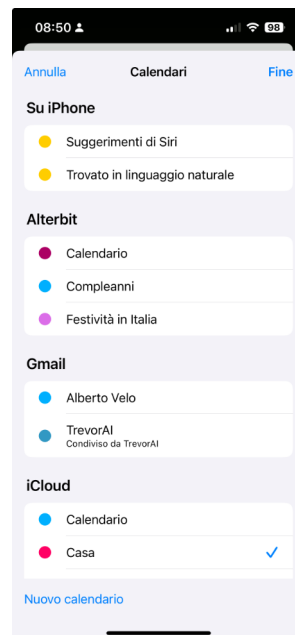 08:50
98
Annulla Calendari Fine
Su iPhone
Suggerimenti di Siri
Trovato in linguaggio naturale
Alterbit
Calendario
Compleanni
Festività in Italia
Gmail
Alberto Velo
TrevorAI
Condiviso da TrevorAI
iCloud
Calendario
Casa
Nuovo calendario